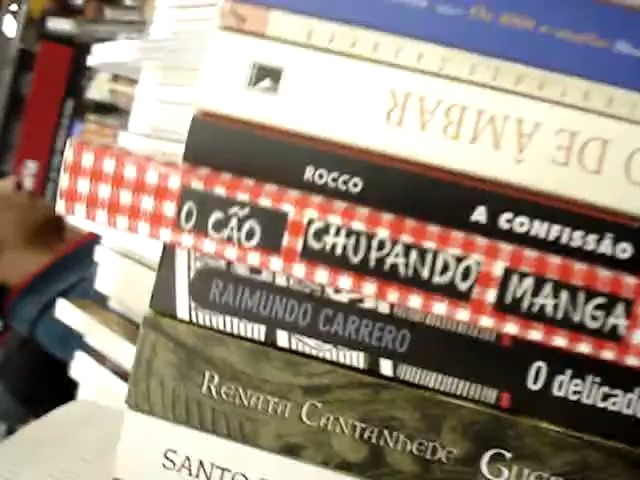 O DE ÂMBAR
ROCCO A CONFISSÃO
O CÃO CHUPANDO MANGA
RAIMUNDO CARRERO O delicad
RENATA CANTANHEDE
SANTO